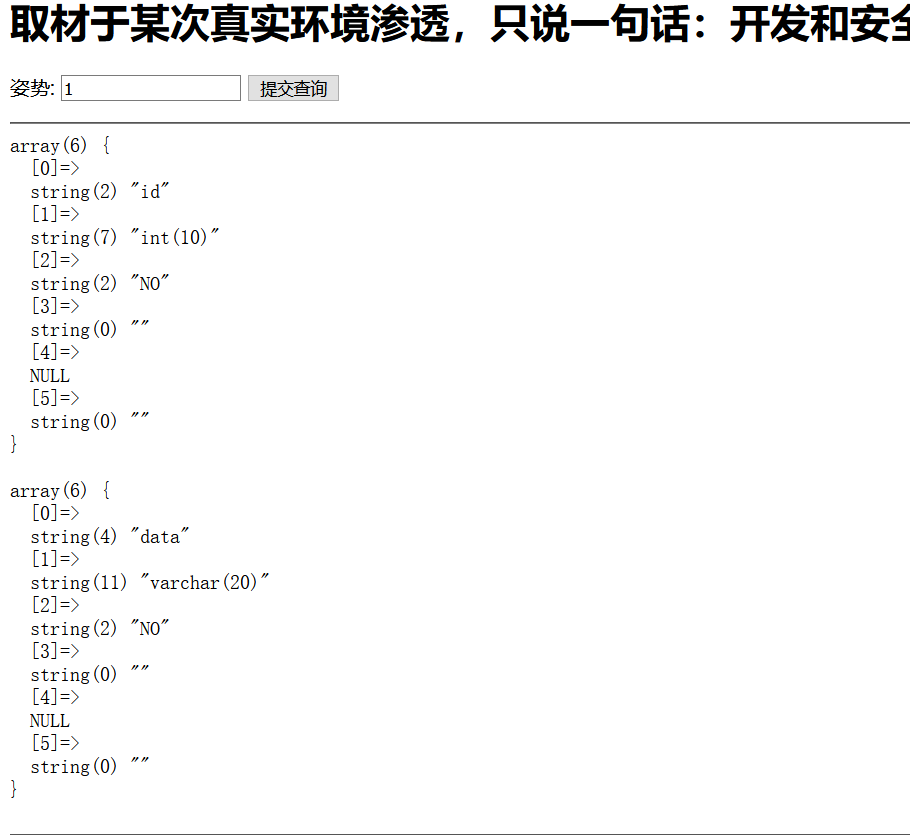 取材于某次真实环境渗透，只说一句话：开发和安
姿势: 1 提交查询
array(6) {
[0]=>
string(2) "id"
[1]=>
string(7) "int(10)"
[2]=>
string(2) "NO"
[3]=>
string(0) ""
[4]=>
NULL
[5]=>
string(0) ""
}
array(6) {
[0]=>
string(4) "data"
[1]=>
string(11) "varchar(20)"
[2]=>
string(2) "NO"
[3]=>
string(0) ""
[4]=>
NULL
[5]=>
string(0) ""
}